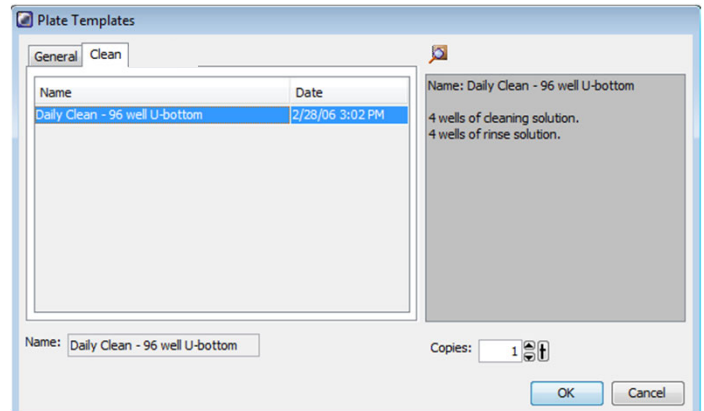 Plate Templates
General Clean
Name Date
Daily Clean - 96 well U-bottom 2/28/06 3:02 PM
Name: Daily Clean - 96 well U-bottom
4 wells of cleaning solution.
4 wells of rinse solution.
Name: Daily Clean - 96 well U-bottom
Copies: 1
OK Cancel